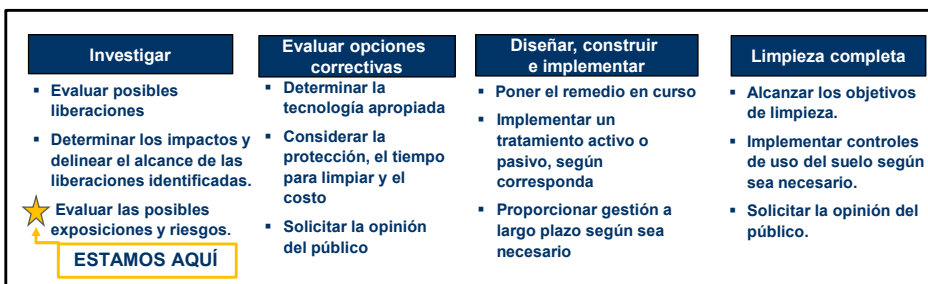 Investigar
▪ Evaluar posibles
liberaciones
▪ Determinar los impactos y
delinear el alcance de las
liberaciones identificadas.
Evaluar las posibles
exposiciones y riesgos.
ESTAMOS AQUÍ
Evaluar opciones
correctivas
▪ Determinar la
tecnología apropiada
▪ Considerar la
protección, el tiempo
para limpiar y el
costo
▪ Solicitar la opinión
del público
Diseñar, construir
e implementar
▪ Poner el remedio en curso
▪ Implementar un
tratamiento activo o
pasivo, según
corresponda
▪ Proporcionar gestión a
largo plazo según sea
necesario
Limpieza completa
▪ Alcanzar los objetivos
de limpieza.
▪ Implementar controles
de uso del suelo según
sea necesario.
▪ Solicitar la opinión del
público.